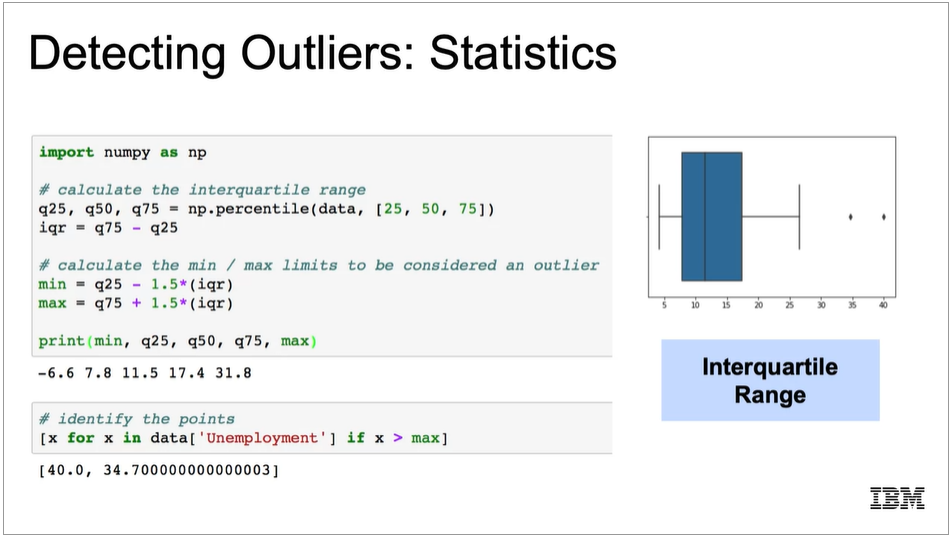 Detecting Outliers: Statistics
import numpy as np
# calculate the interquartile range
q25, q50, q75 = np.percentile(data, [25, 50, 75])
iqr = q75 - q25
# calculate the min / max limits to be considered an outlier
min = q25 - 1.5*(iqr)
max = q75 + 1.5*(iqr)
print(min, q25, q50, q75, max)
-6.6 7.8 11.5 17.4 31.8
# identify the points
[x for x in data['Unemployment'] if x > max]
[40.0, 34.700000000000003]
5 10 15 20 25 30 35 40
Interquartile
Range
IBM